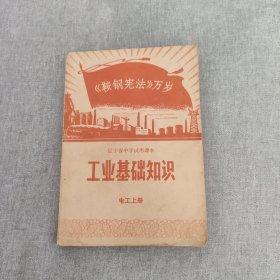 《鞍钢宪法》万岁
辽宁省中学试用课本
工业基础知识
电工上册